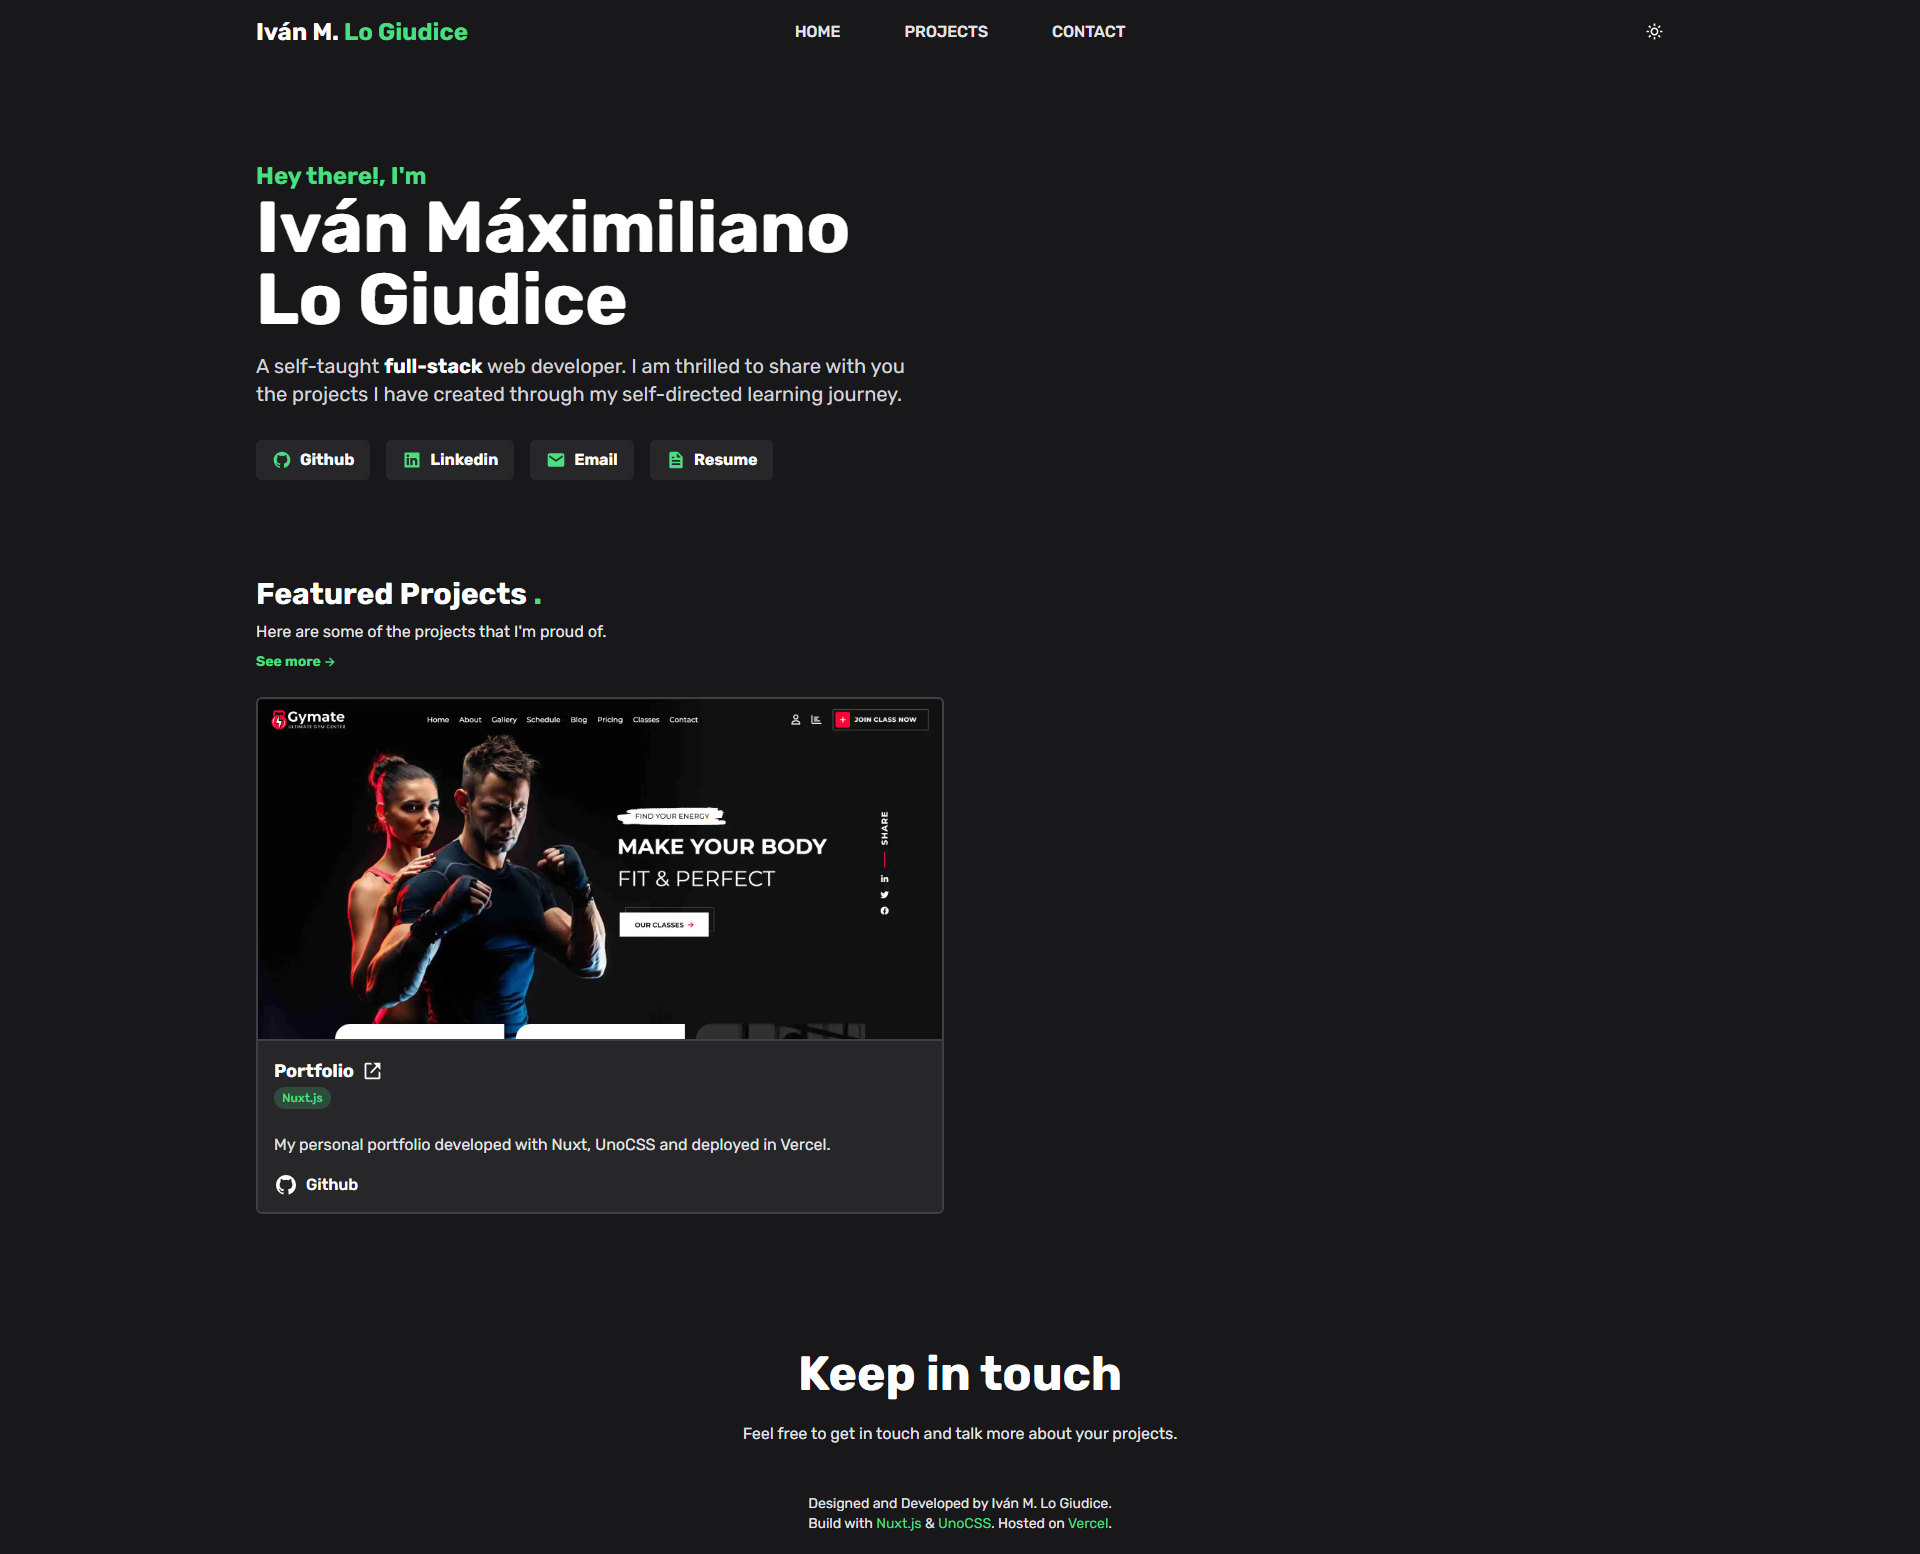 Iván M. Lo Giudice
HOME
PROJECTS
CONTACT
Hey there!, I'm
Iván Máximiliano
Lo Giudice
A self-taught full-stack web developer. I am thrilled to share with you
the projects I have created through my self-directed learning journey.
Github
Linkedin
Email
Resume
Featured Projects .
Here are some of the projects that I'm proud of.
See more →
Gymate
ULTIMATE GYM CENTER
Home
About
Gallery
Schedule
Blog
Pricing
Classes
Contact
JOIN CLASS NOW
FIND YOUR ENERGY
MAKE YOUR BODY
FIT & PERFECT
OUR CLASSES →
SHARE
Portfolio
Nuxt.js
My personal portfolio developed with Nuxt, UnoCSS and deployed in Vercel.
Github
Keep in touch
Feel free to get in touch and talk more about your projects.
Designed and Developed by Iván M. Lo Giudice.
Build with Nuxt.js & UnoCSS. Hosted on Vercel.